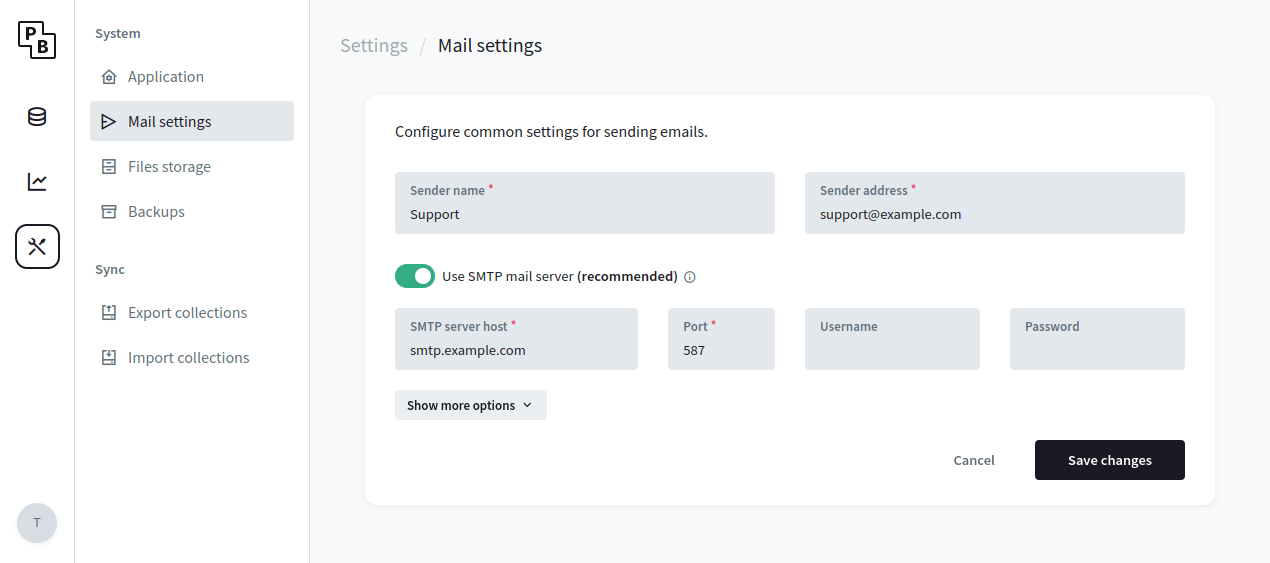 PB
System
Application
Mail settings
Files storage
Backups
Sync
Export collections
Import collections
T
Settings / Mail settings
Configure common settings for sending emails.
Sender name *
Support
Sender address *
support@example.com
Use SMTP mail server (recommended)
SMTP server host *
smtp.example.com
Port *
587
Username
Password
Show more options
Cancel
Save changes